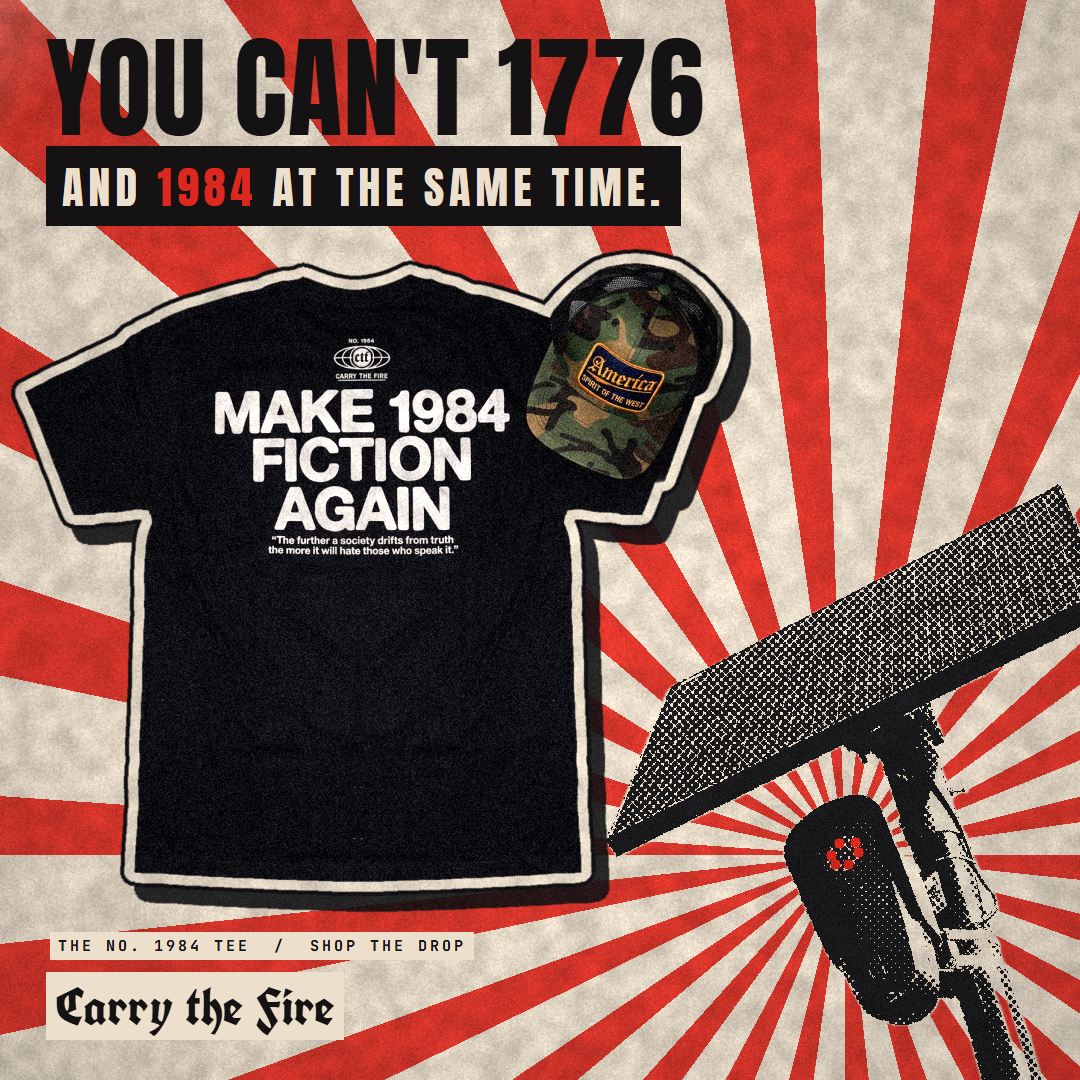 YOU CAN'T 1776
AND 1984 AT THE SAME TIME.
NO. 1984
ctf
CARRY THE FIRE
MAKE 1984
FICTION
AGAIN
“The further a society drifts from truth
the more it will hate those who speak it.”
America
SPIRIT OF THE WEST
THE NO. 1984 TEE / SHOP THE DROP
Carry the Fire